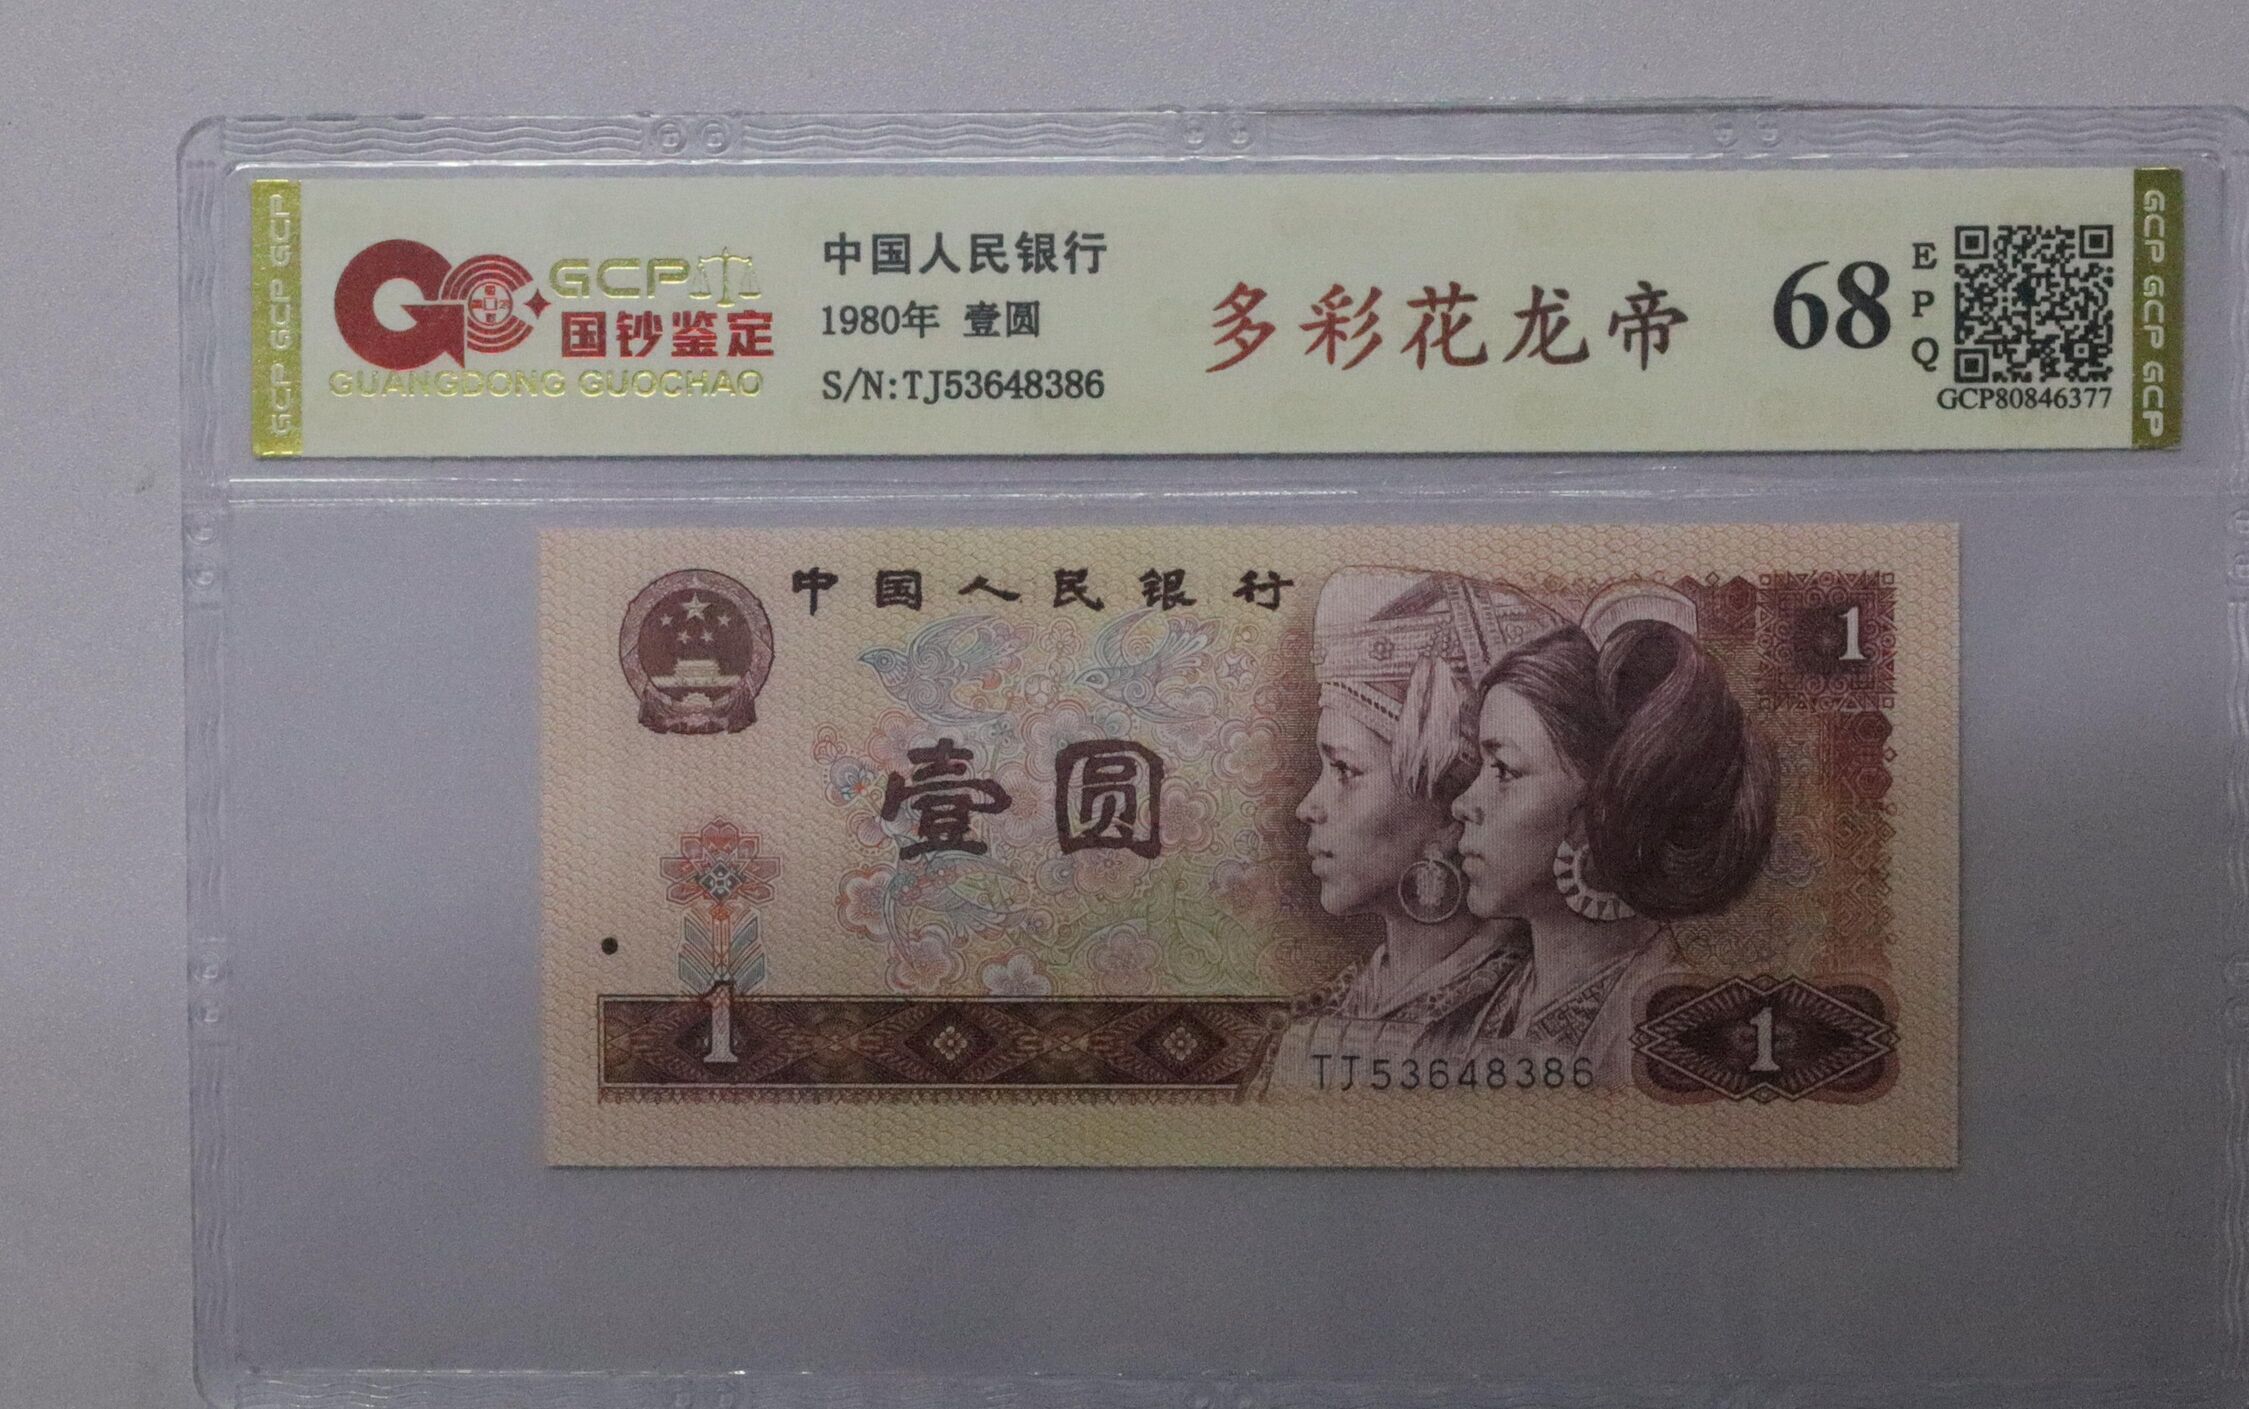 GCP GCP GCP
GCP
国钞鉴定
GUANGDONG GUOCHAO
中国人民银行
1980年 壹圆
S/N:TJ53648386
多彩花龙帝
68
EPQ
GCP80846377
GCP GCP GCP
中国人民银行
1
壹圆
1
1
TJ53648386